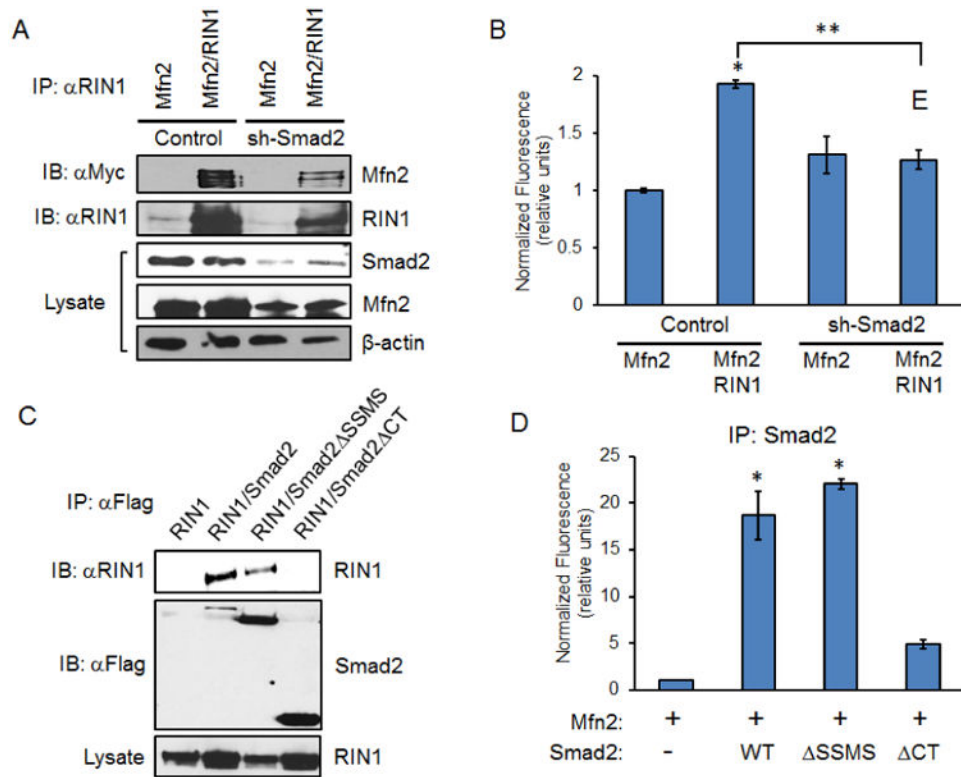 A
IP: αRIN1
Mfn2
Mfn2/RIN1
Mfn2
Mfn2/RIN1
Control
sh-Smad2
IB: αMyc
Mfn2
IB: αRIN1
RIN1
Smad2
Lysate
Mfn2
β-actin
B
**
*
E
Normalized Fluorescence
(relative units)
2
1.5
1
0.5
0
Control
sh-Smad2
Mfn2
Mfn2
RIN1
Mfn2
Mfn2
RIN1
C
IP: αFlag
RIN1
RIN1/Smad2
RIN1/Smad2ΔSSMS
RIN1/Smad2ΔCT
IB: αRIN1
RIN1
IB: αFlag
Smad2
Lysate
RIN1
D
IP: Smad2
Normalized Fluorescence
(relative units)
25
20
15
10
5
0
*
*
Mfn2: + + + +
Smad2: - WT ΔSSMS ΔCT